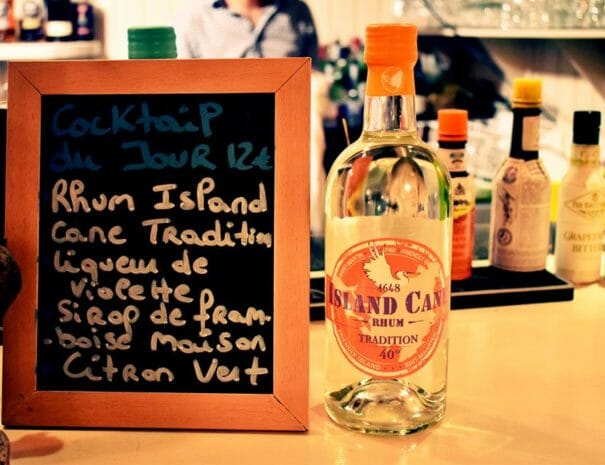 Cocktail
du Jour 12€
Rhum Island
Cane Tradition
Liqueur de
Violette
Sirop de fram-
boise maison
Citron Vert
1648
ISLAND CANE
RHUM
TRADITION
40°